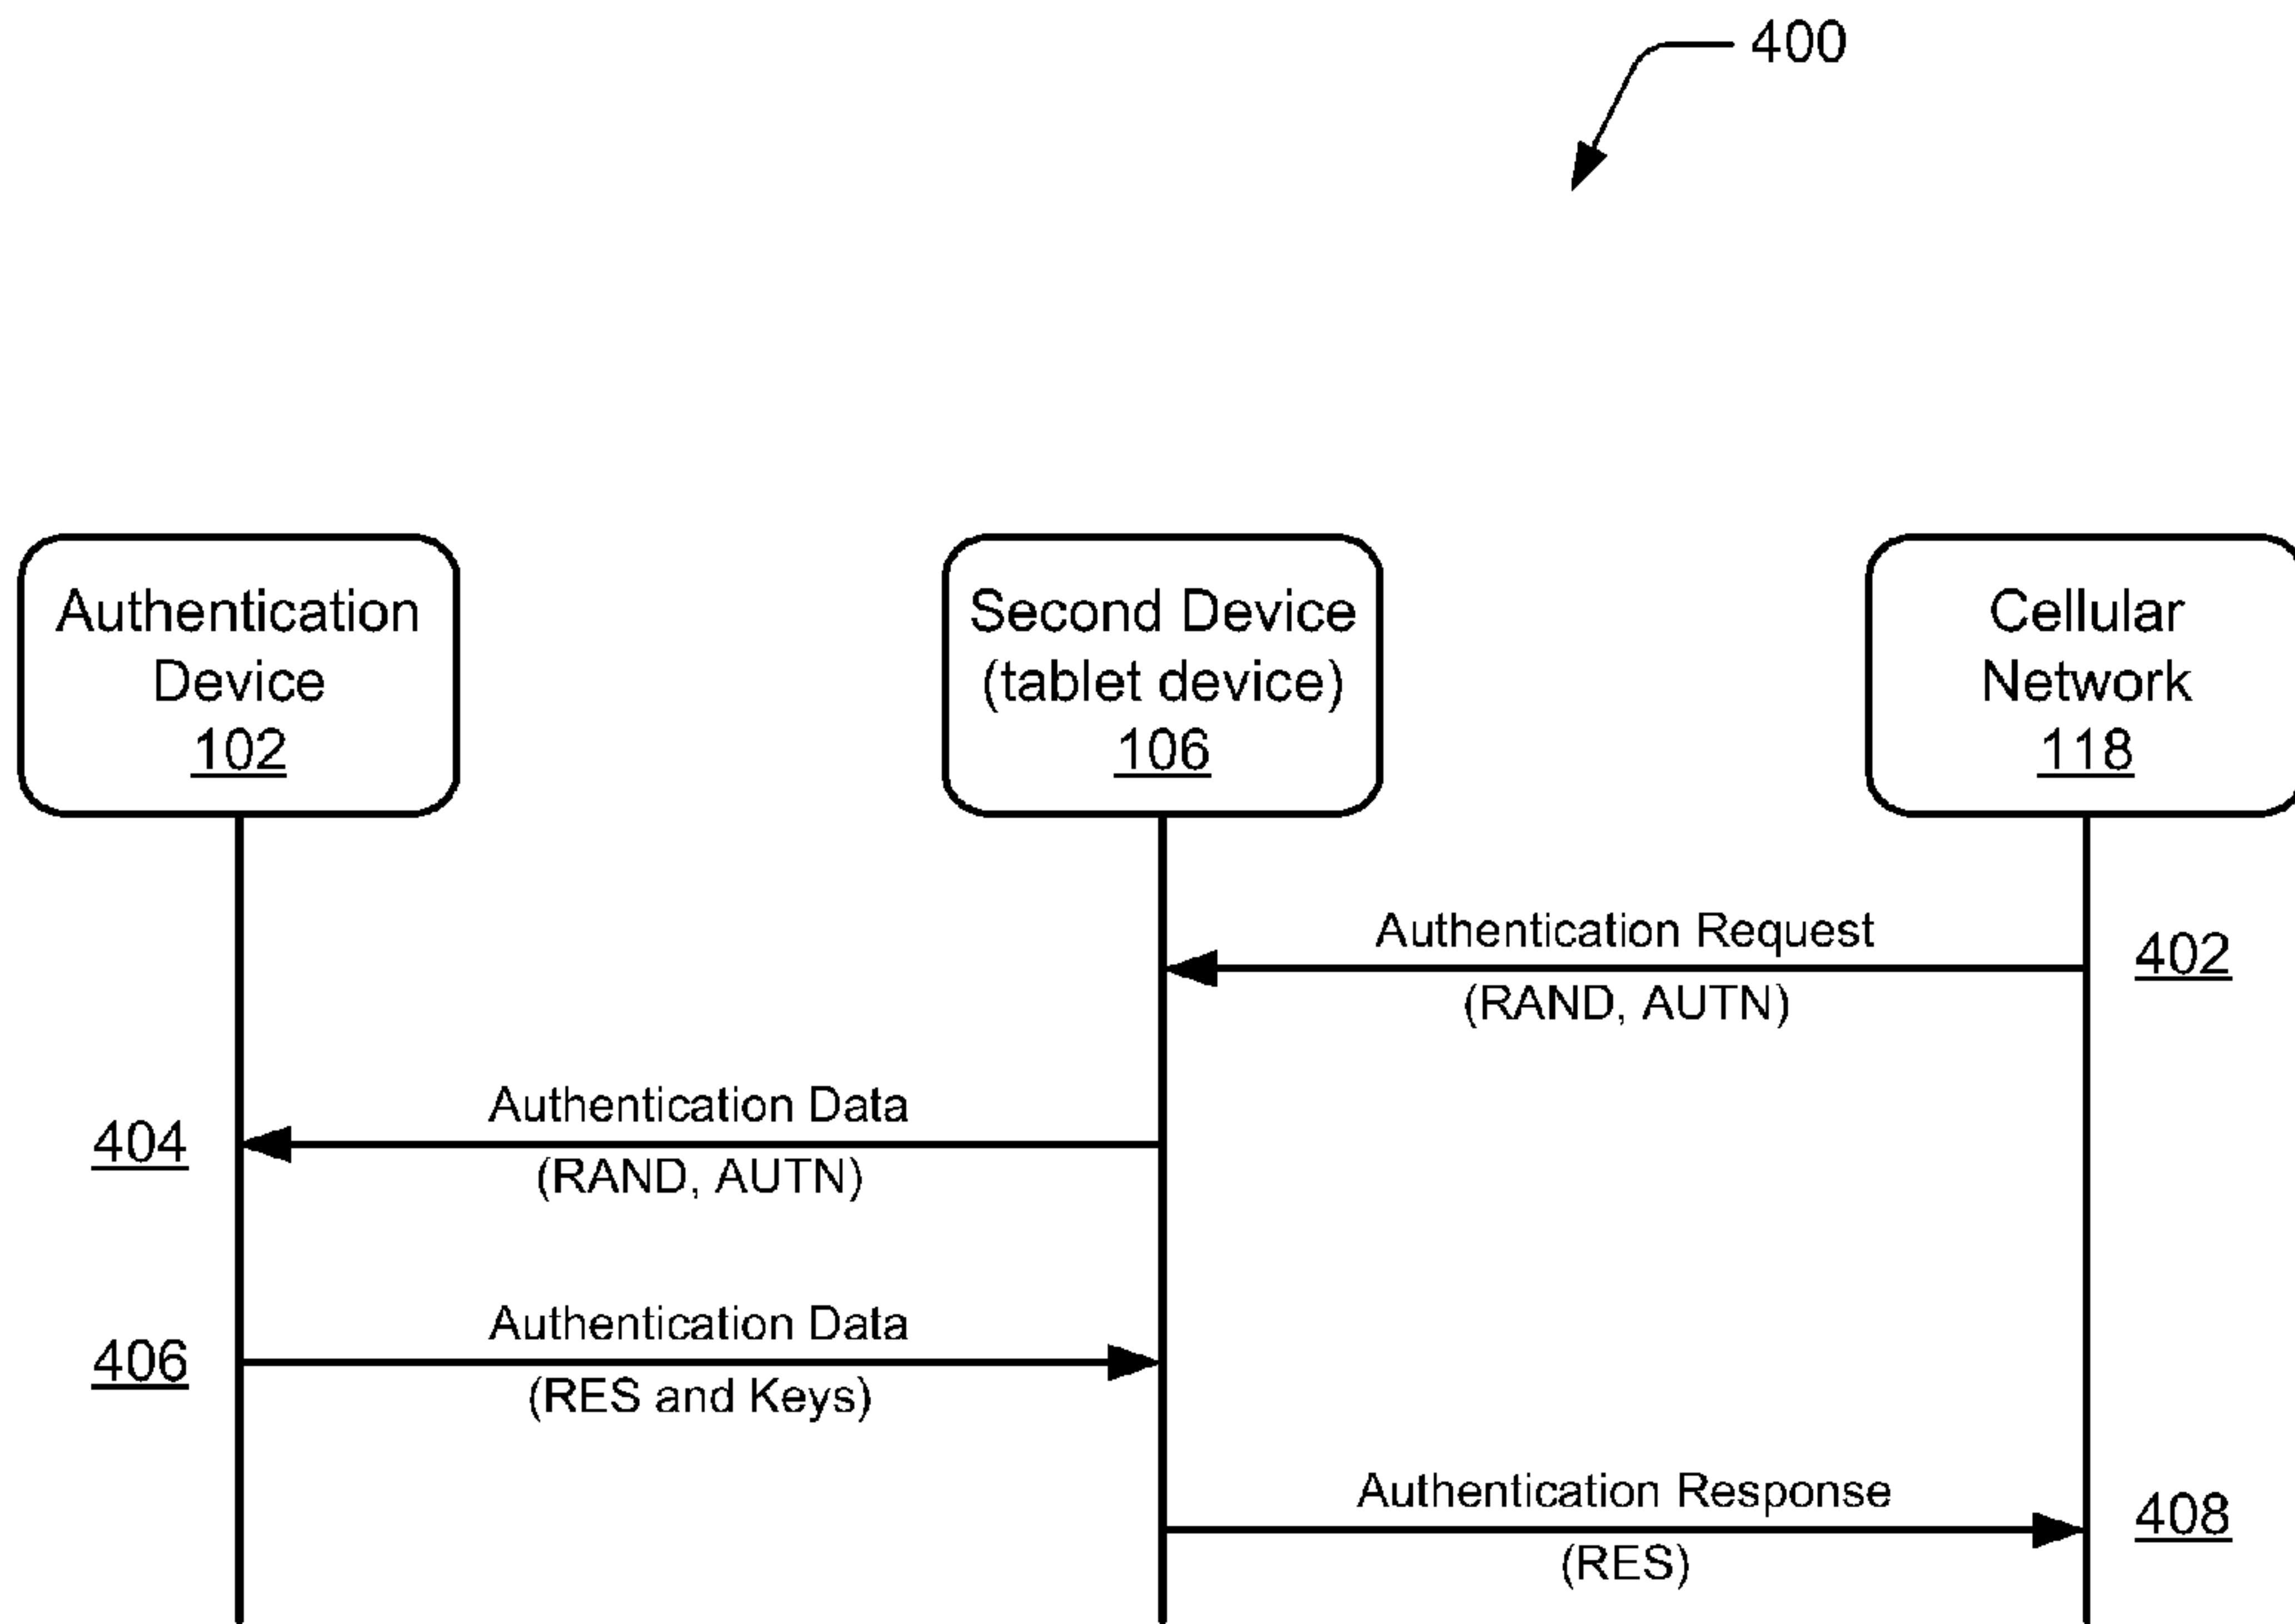 400
Authentication
Device
102
Second Device
(tablet device)
106
Cellular
Network
118
Authentication Request
402
(RAND, AUTN)
Authentication Data
404
(RAND, AUTN)
Authentication Data
406
(RES and Keys)
Authentication Response
408
(RES)